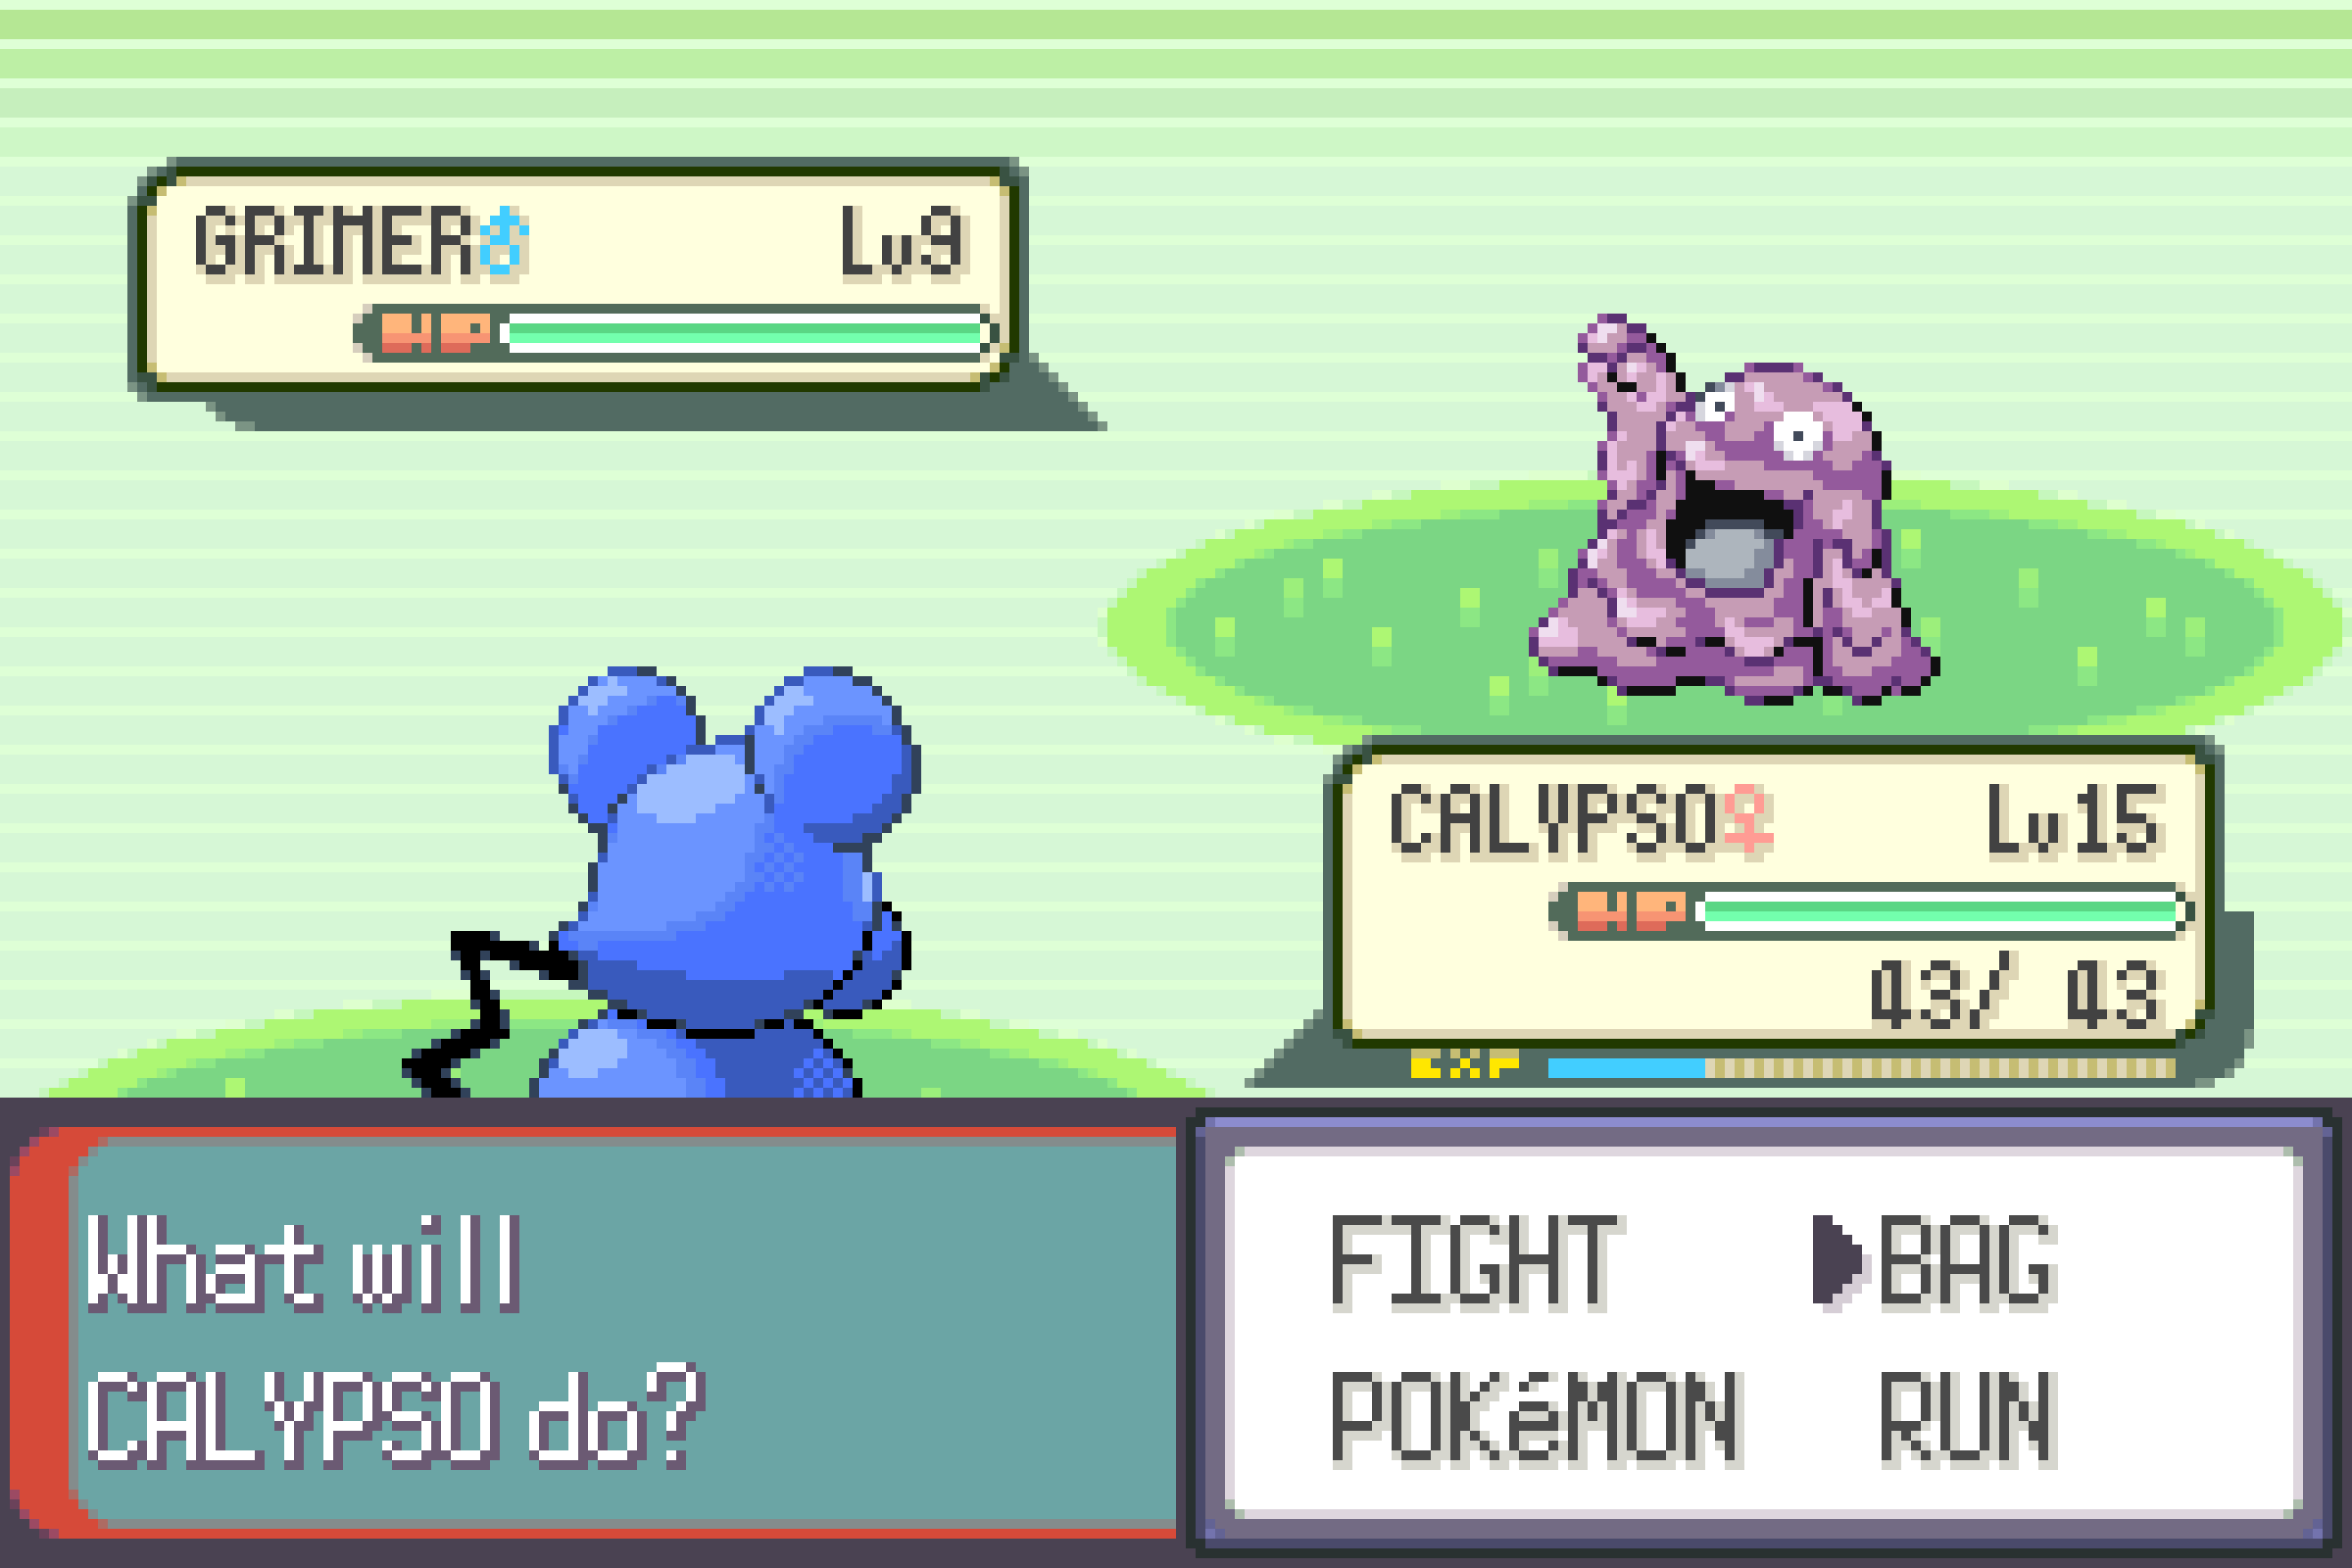 GRIMER♂ Lv9
HP
CALYPSO♀ Lv15
HP
43/ 43
EXP
What will
CALYPSO do?
FIGHT BAG
POKéMON RUN